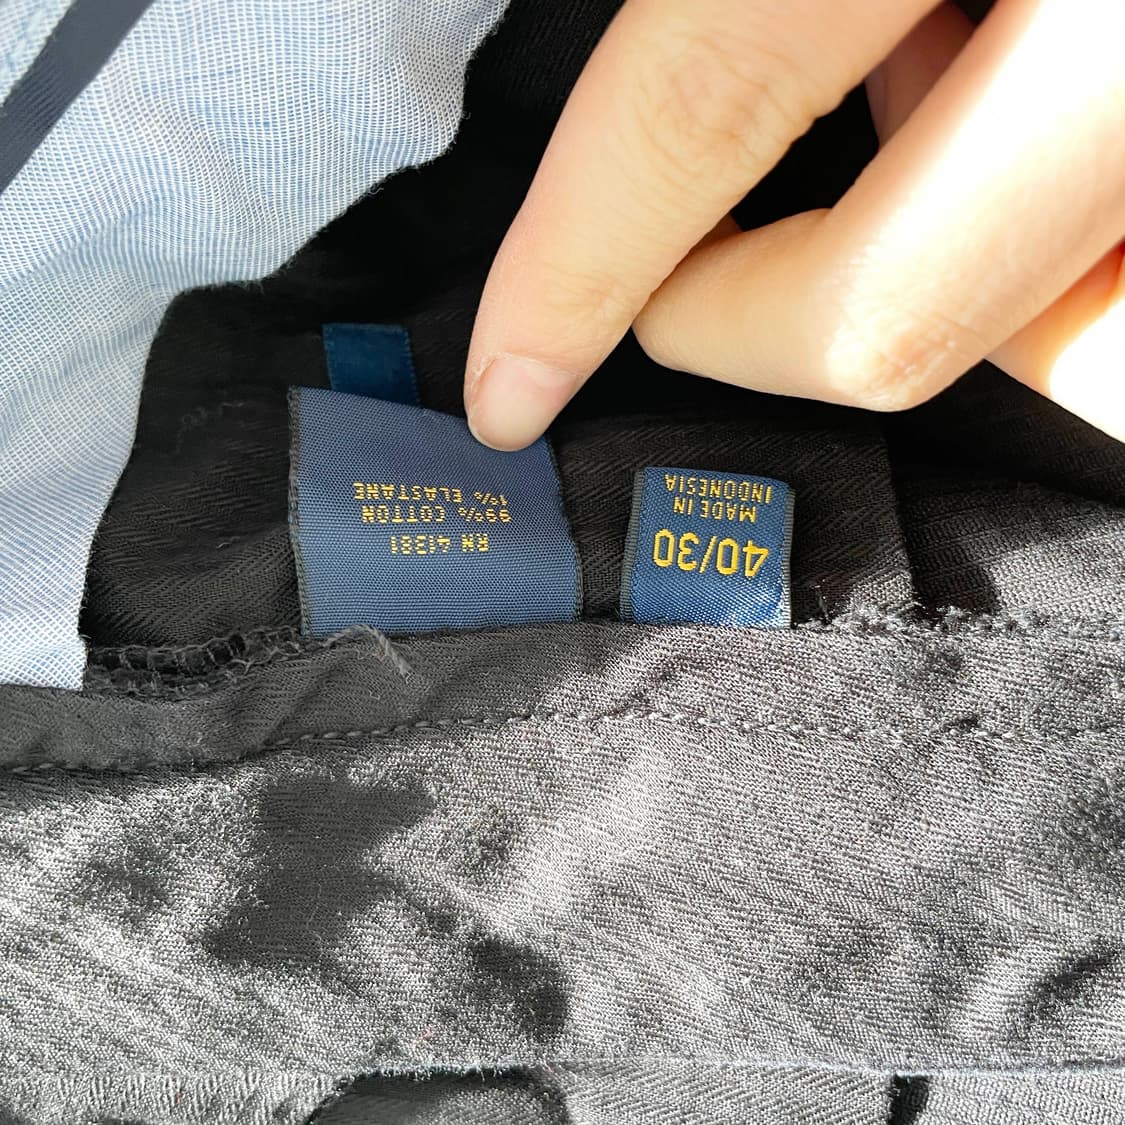 RN 41381
99% COTTON
1% ELASTANE
40/30
MADE IN
INDONESIA